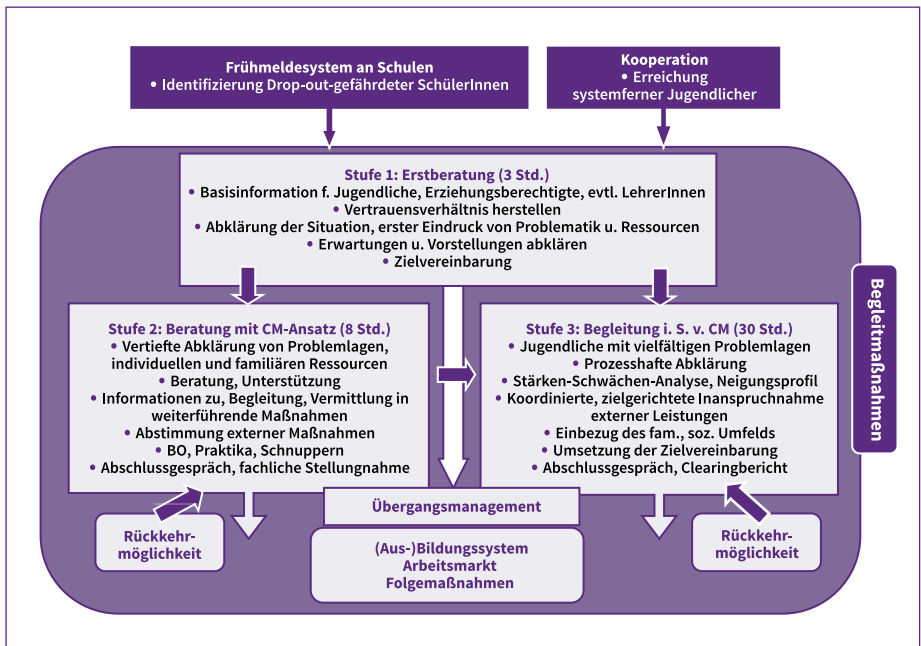 Frühmeldesystem an Schulen
• Identifizierung Drop-out-gefährdeter SchülerInnen
Kooperation
• Erreichung
systemferner Jugendlicher
Stufe 1: Erstberatung (3 Std.)
• Basisinformation f. Jugendliche, Erziehungsberechtigte, evtl. LehrerInnen
• Vertrauensverhältnis herstellen
• Abklärung der Situation, erster Eindruck von Problematik u. Ressourcen
• Erwartungen u. Vorstellungen abklären
• Zielvereinbarung
Begleitmaßnahmen
Stufe 2: Beratung mit CM-Ansatz (8 Std.)
• Vertiefte Abklärung von Problemlagen,
individuellen und familiären Ressourcen
• Beratung, Unterstützung
• Informationen zu, Begleitung, Vermittlung in
weiterführende Maßnahmen
• Abstimmung externer Maßnahmen
• BO, Praktika, Schnuppern
• Abschlussgespräch, fachliche Stellungnahme
Stufe 3: Begleitung i. S. v. CM (30 Std.)
• Jugendliche mit vielfältigen Problemlagen
• Prozesshafte Abklärung
• Stärken-Schwächen-Analyse, Neigungsprofil
• Koordinierte, zielgerichtete Inanspruchnahme
externer Leistungen
• Einbezug des fam., soz. Umfelds
• Umsetzung der Zielvereinbarung
• Abschlussgespräch, Clearingbericht
Rückkehr-
möglichkeit
Übergangsmanagement
(Aus-)Bildungssystem
Arbeitsmarkt
Folgemaßnahmen
Rückkehr-
möglichkeit